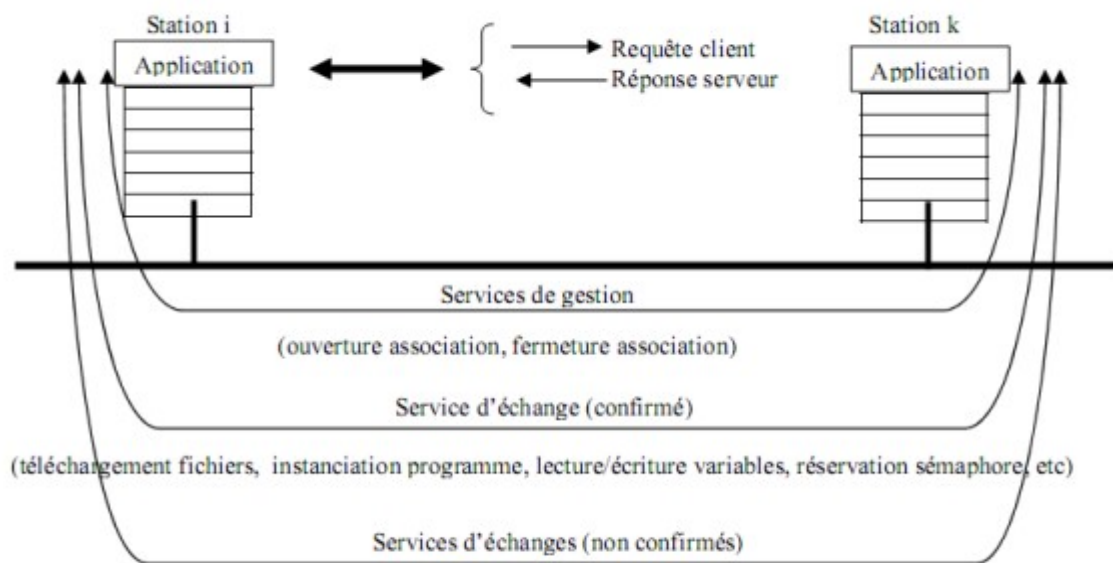 Station i
Station k
Application
Requête client
Réponse serveur
Application
Services de gestion
(ouverture association, fermeture association)
Service d'échange (confirmé)
(téléchargement fichiers, instanciation programme, lecture/écriture variables, réservation sémaphore, etc)
Services d'échanges (non confirmés)